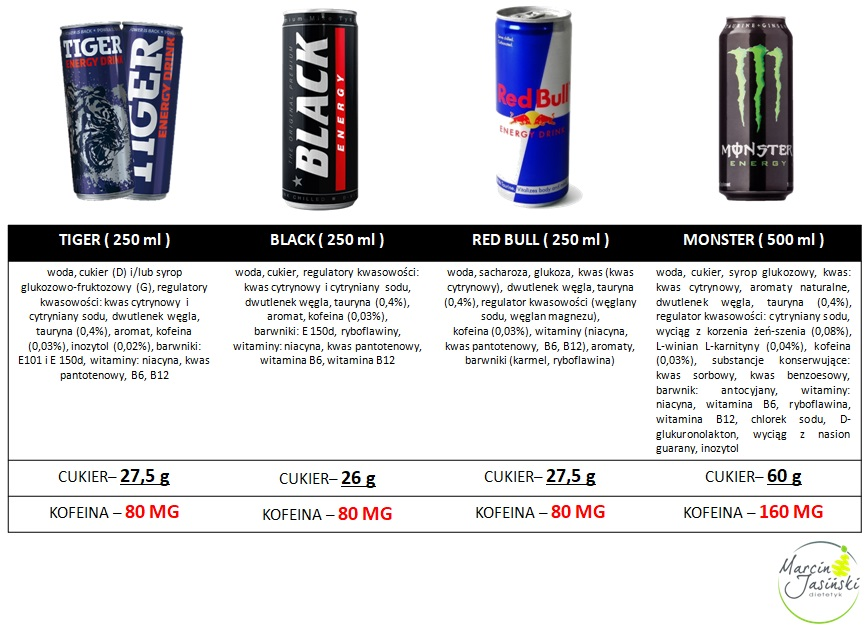 TIGER
ENERGY DRINK
TIGER
ENERGY DRINK
THE ORIGINAL PREMIUM
BLACK
ENERGY
Red Bull
ENERGY DRINK
MONSTER
ENERGY
TIGER ( 250 ml )
BLACK ( 250 ml )
RED BULL ( 250 ml )
MONSTER ( 500 ml )
woda, cukier (D) i/lub syrop
glukozowo-fruktozowy (G), regulatory
kwasowości: kwas cytrynowy i
cytryniany sodu, dwutlenek węgla,
tauryna (0,4%), aromat, kofeina
(0,03%), inozytol (0,02%), barwniki:
E101 i E 150d, witaminy: niacyna, kwas
pantotenowy, B6, B12
woda, cukier, regulatory kwasowości:
kwas cytrynowy i cytryniany sodu,
dwutlenek węgla, tauryna (0,4%),
aromat, kofeina (0,03%),
barwniki: E 150d, ryboflawiny,
witaminy: niacyna, kwas pantotenowy,
witamina B6, witamina B12
woda, sacharoza, glukoza, kwas (kwas
cytrynowy), dwutlenek węgla, tauryna
(0,4%), regulator kwasowości (węglany
sodu, węglan magnezu),
kofeina (0,03%), witaminy (niacyna,
kwas pantotenowy, B6, B12), aromaty,
barwniki (karmel, ryboflawina)
woda, cukier, syrop glukozowy, kwas:
kwas cytrynowy, aromaty naturalne,
dwutlenek węgla, tauryna (0,4%),
regulator kwasowości: cytryniany sodu,
wyciąg z korzenia żeń-szenia (0,08%),
L-winian L-karnityny (0,04%), kofeina
(0,03%), substancje konserwujące:
kwas sorbowy, kwas benzoesowy,
barwnik: antocyjany, witaminy:
niacyna, witamina B6, ryboflawina,
witamina B12, chlorek sodu, D-
glukuronolakton, wyciąg z nasion
guarany, inozytol
CUKIER– 27,5 g
CUKIER– 26 g
CUKIER– 27,5 g
CUKIER– 60 g
KOFEINA – 80 MG
KOFEINA – 80 MG
KOFEINA – 80 MG
KOFEINA – 160 MG
Marcin
Jasiński
dietetyk